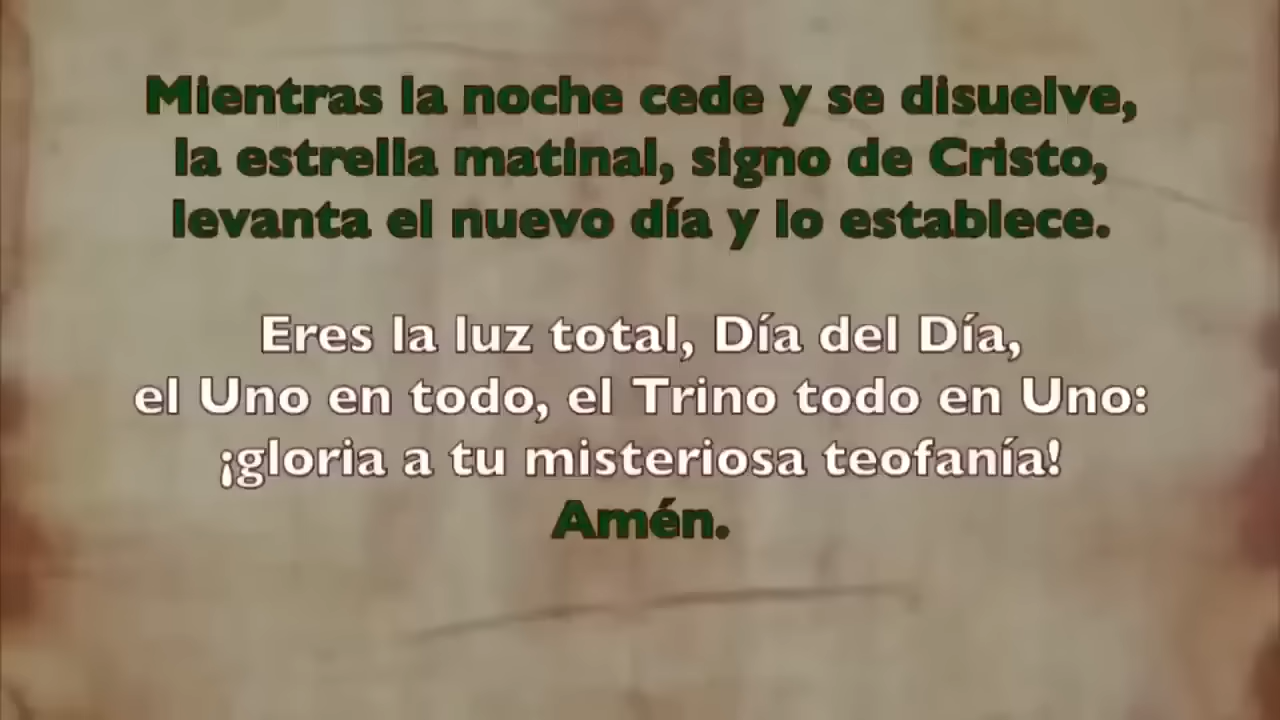 Mientras la noche cede y se disuelve,
la estrella matinal, signo de Cristo,
levanta el nuevo día y lo establece.
Eres la luz total, Día del Día,
el Uno en todo, el Trino todo en Uno:
¡gloria a tu misteriosa teofanía!
Amén.